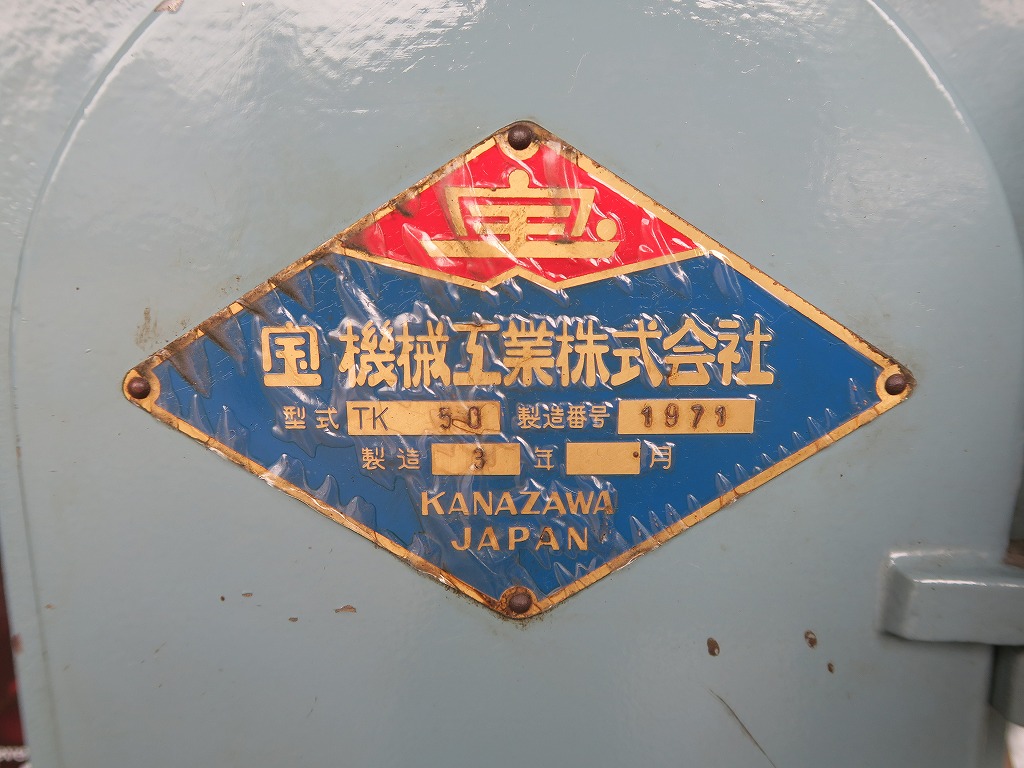 宝
宝機械工業株式会社
型式 TK 50 製造番号 1971
製造 3 年 月
KANAZAWA
JAPAN